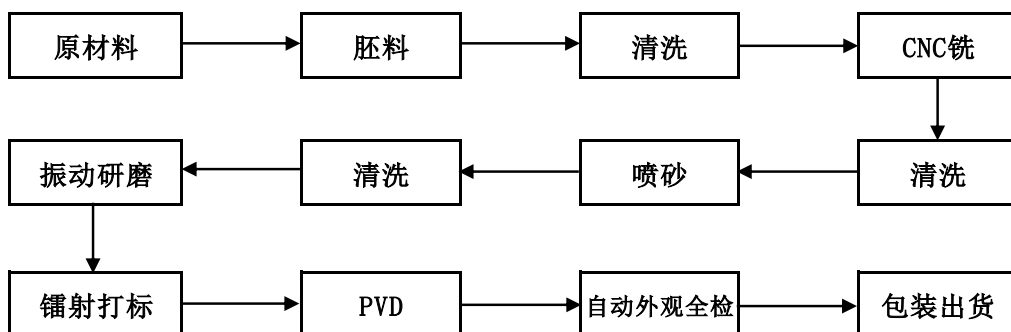 原材料
胚料
清洗
CNC铣
清洗
喷砂
清洗
振动研磨
镭射打标
PVD
自动外观全检
包装出货